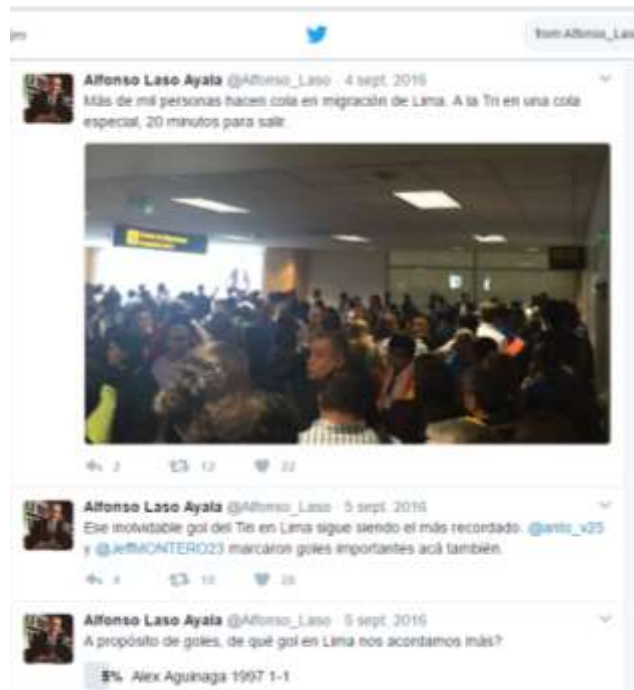 from:Alfonso_Laso
Alfonso Laso Ayala @Alfonso_Laso · 4 sept. 2016
Más de mil personas hacen cola en migración de Lima. A la Tri en una cola
especial, 20 minutos para salir.
2 12 22
Alfonso Laso Ayala @Alfonso_Laso · 5 sept. 2016
Ese inolvidable gol del Tin en Lima sigue siendo el más recordado. @anto_v25
y @JeffMONTERO23 marcaron goles importantes acá también.
4 10 26
Alfonso Laso Ayala @Alfonso_Laso · 5 sept. 2016
A propósito de goles, de qué gol en Lima nos acordamos más?
5% Alex Aguinaga 1997 1-1